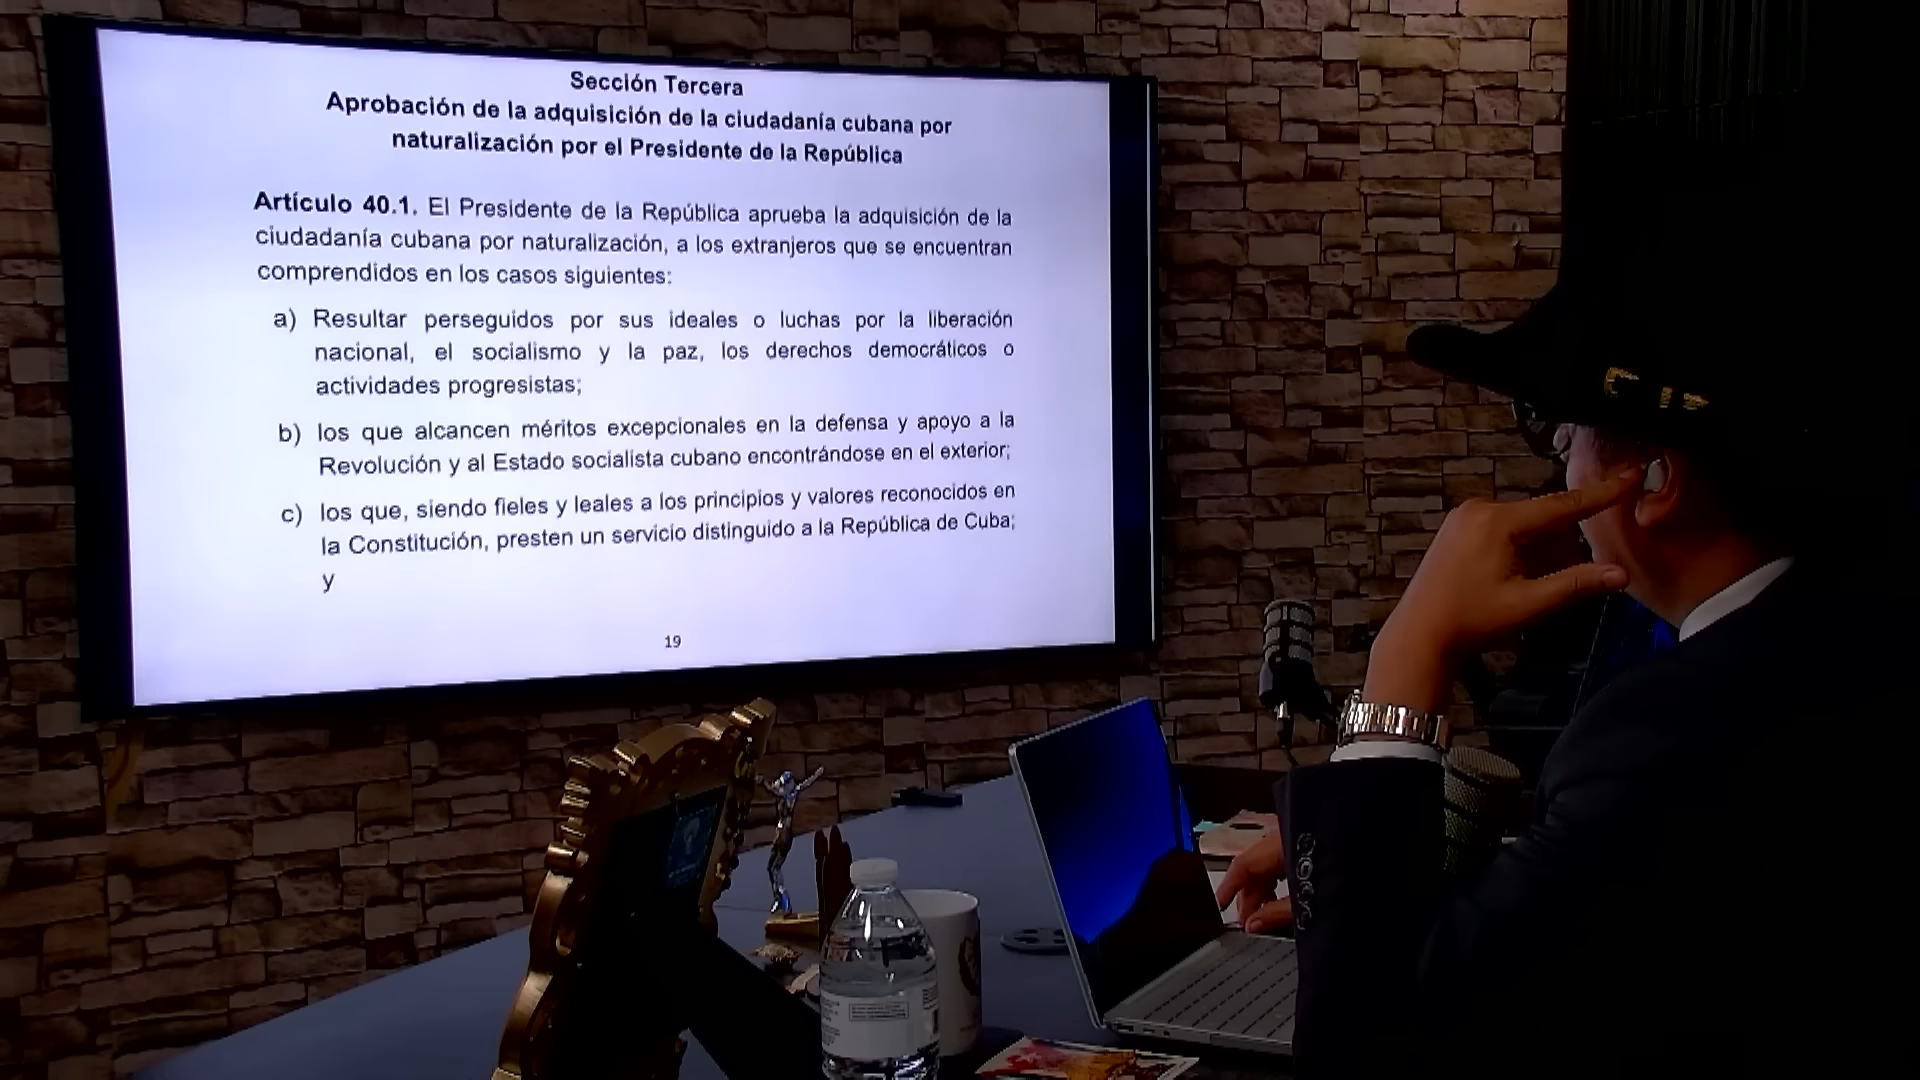 Sección Tercera
Aprobación de la adquisición de la ciudadanía cubana por
naturalización por el Presidente de la República
Artículo 40.1. El Presidente de la República aprueba la adquisición de la
ciudadanía cubana por naturalización, a los extranjeros que se encuentran
comprendidos en los casos siguientes:
a) Resultar perseguidos por sus ideales o luchas por la liberación
nacional, el socialismo y la paz, los derechos democráticos o
actividades progresistas;
b) los que alcancen méritos excepcionales en la defensa y apoyo a la
Revolución y al Estado socialista cubano encontrándose en el exterior;
c) los que, siendo fieles y leales a los principios y valores reconocidos en
la Constitución, presten un servicio distinguido a la República de Cuba;
y
19